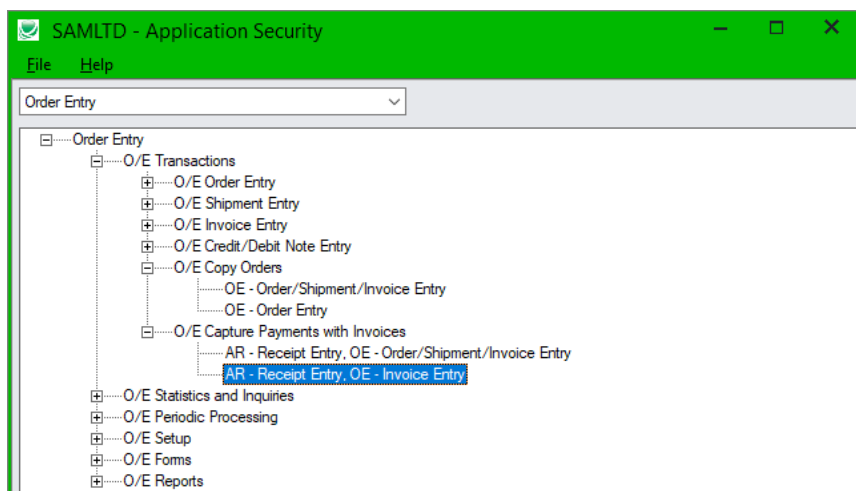 SAMLTD - Application Security
File Help
Order Entry
Order Entry
O/E Transactions
O/E Order Entry
O/E Shipment Entry
O/E Invoice Entry
O/E Credit/Debit Note Entry
O/E Copy Orders
OE - Order/Shipment/Invoice Entry
OE - Order Entry
O/E Capture Payments with Invoices
AR - Receipt Entry, OE - Order/Shipment/Invoice Entry
AR - Receipt Entry, OE - Invoice Entry
O/E Statistics and Inquiries
O/E Periodic Processing
O/E Setup
O/E Forms
O/E Reports